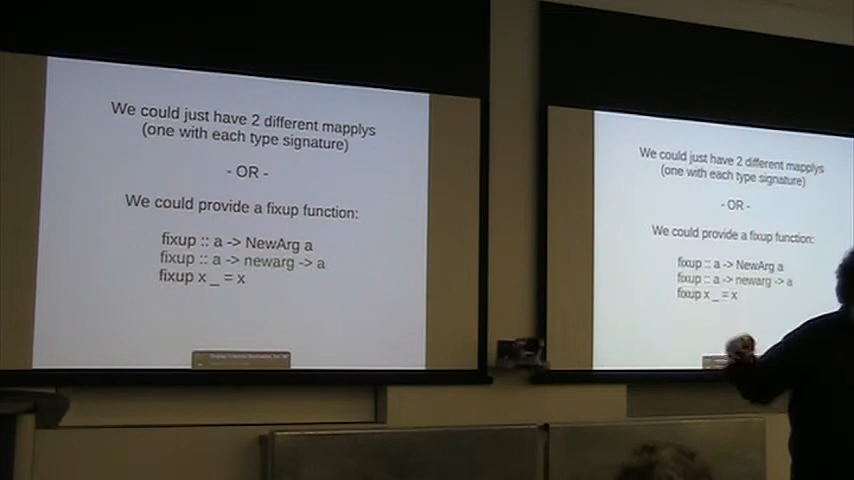 We could just have 2 different mapplys
(one with each type signature)
- OR -
We could provide a fixup function:
fixup :: a -> NewArg a
fixup :: a -> newarg -> a
fixup x _ = x
We could just have 2 different mapplys
(one with each type signature)
- OR -
We could provide a fixup function:
fixup :: a -> NewArg a
fixup :: a -> newarg -> a
fixup x _ = x